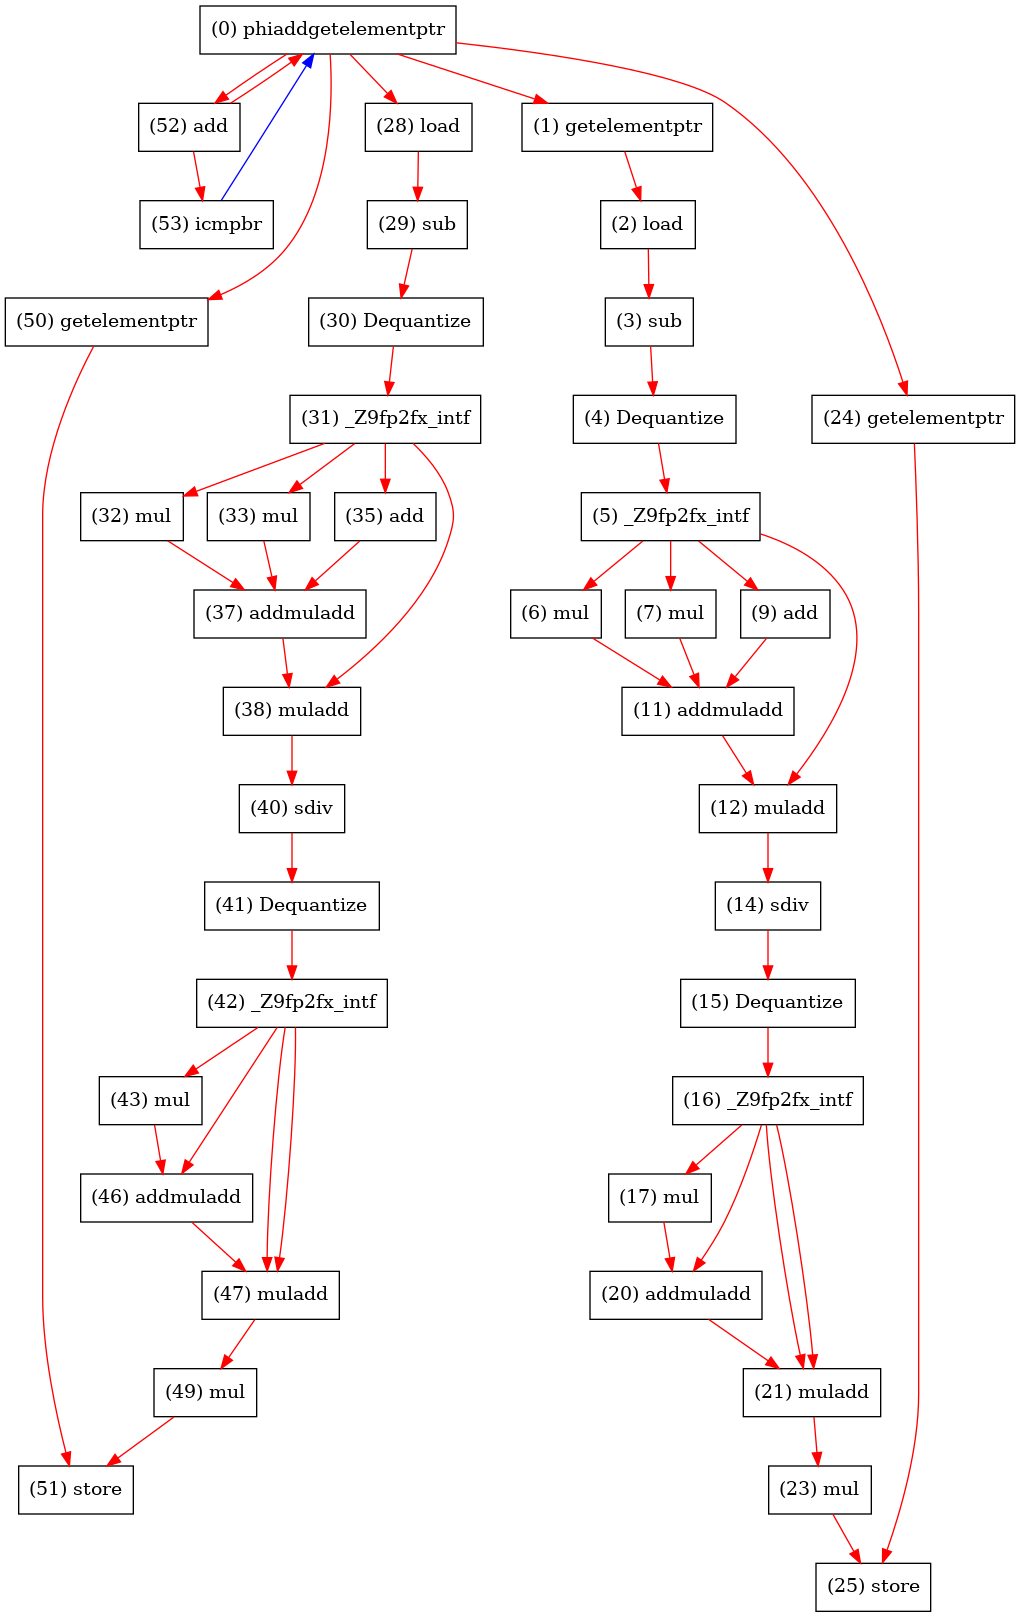 (0) phiaddgetelementptr
(52) add
(28) load
(1) getelementptr
(53) icmpbr
(29) sub
(2) load
(50) getelementptr
(30) Dequantize
(3) sub
(31) _Z9fp2fx_intf
(4) Dequantize
(24) getelementptr
(32) mul
(33) mul
(35) add
(5) _Z9fp2fx_intf
(37) addmuladd
(6) mul
(7) mul
(9) add
(38) muladd
(11) addmuladd
(40) sdiv
(12) muladd
(41) Dequantize
(14) sdiv
(42) _Z9fp2fx_intf
(15) Dequantize
(43) mul
(16) _Z9fp2fx_intf
(46) addmuladd
(17) mul
(47) muladd
(20) addmuladd
(49) mul
(21) muladd
(51) store
(23) mul
(25) store